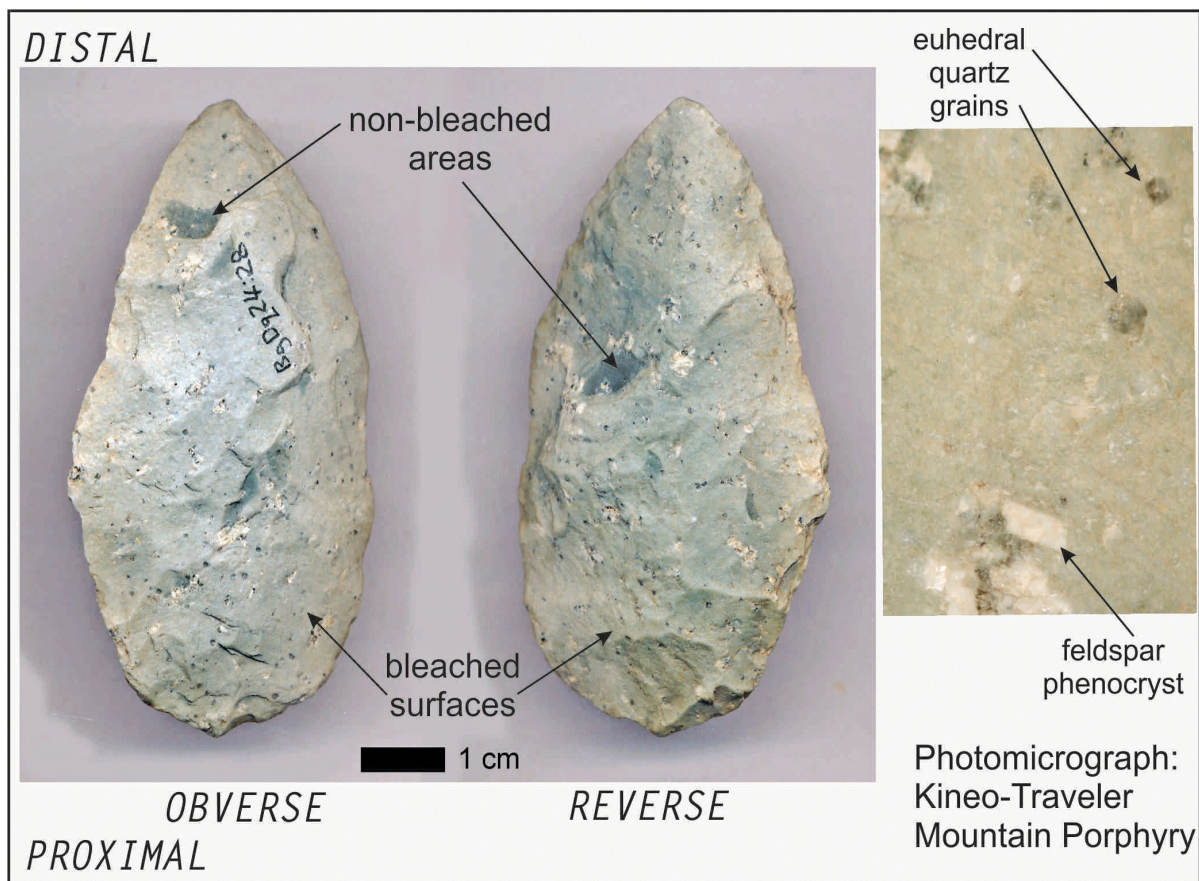 DISTAL
non-bleached
areas
BsDq24:28
euhedral
quartz
grains
bleached
surfaces
feldspar
phenocryst
1 cm
OBVERSE
REVERSE
PROXIMAL
Photomicrograph:
Kineo-Traveler
Mountain Porphyry